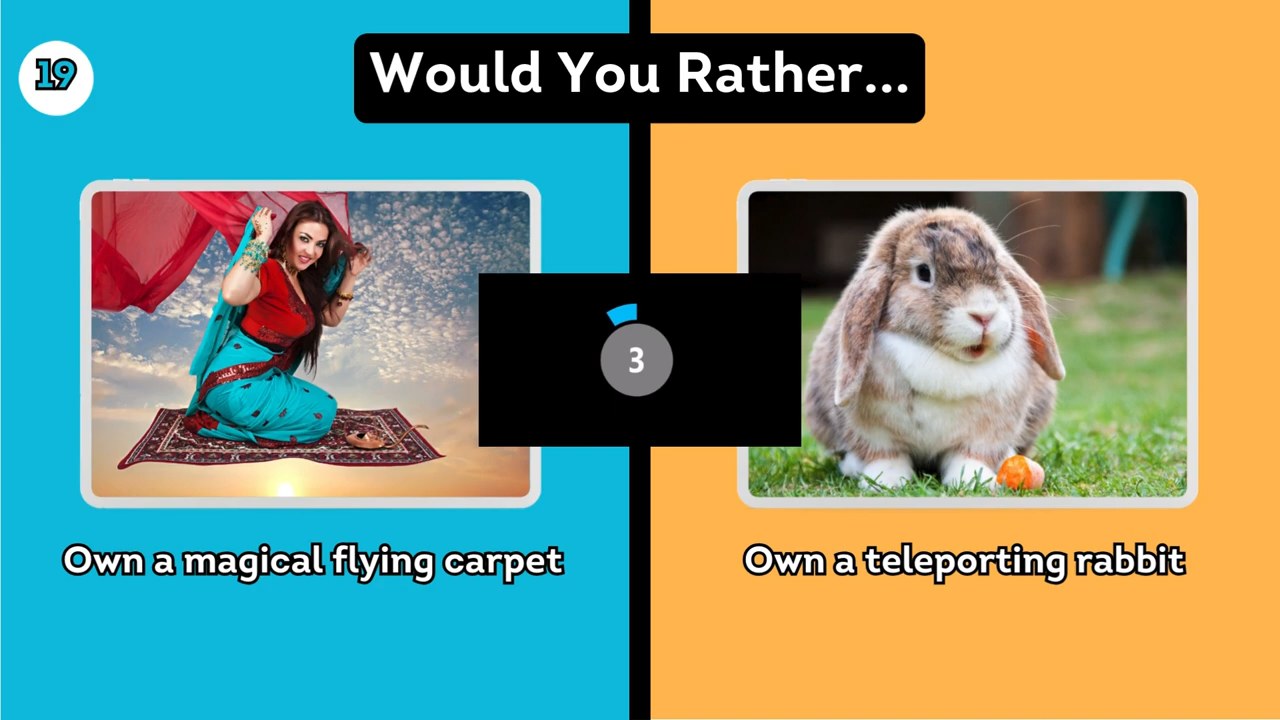 19
Would You Rather...
3
Own a magical flying carpet
Own a teleporting rabbit